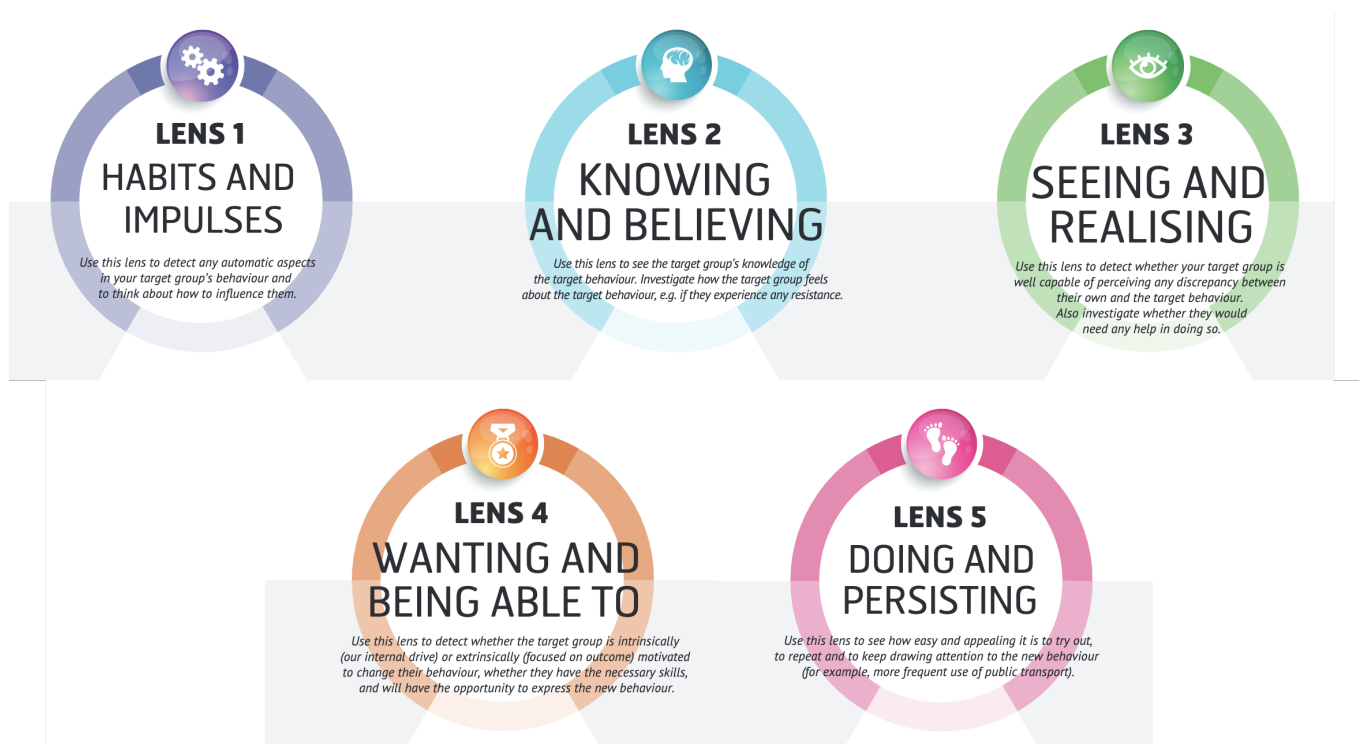 LENS 1
HABITS AND
IMPULSES
Use this lens to detect any automatic aspects
in your target group's behaviour and
to think about how to influence them.
LENS 2
KNOWING
AND BELIEVING
Use this lens to see the target group's knowledge of
the target behaviour. Investigate how the target group feels
about the target behaviour, e.g. if they experience any resistance.
LENS 3
SEEING AND
REALISING
Use this lens to detect whether your target group is
well capable of perceiving any discrepancy between
their own and the target behaviour.
Also investigate whether they would
need any help in doing so.
LENS 4
WANTING AND
BEING ABLE TO
Use this lens to detect whether the target group is intrinsically
(our internal drive) or extrinsically (focused on outcome) motivated
to change their behaviour, whether they have the necessary skills,
and will have the opportunity to express the new behaviour.
LENS 5
DOING AND
PERSISTING
Use this lens to see how easy and appealing it is to try out,
to repeat and to keep drawing attention to the new behaviour
(for example, more frequent use of public transport).